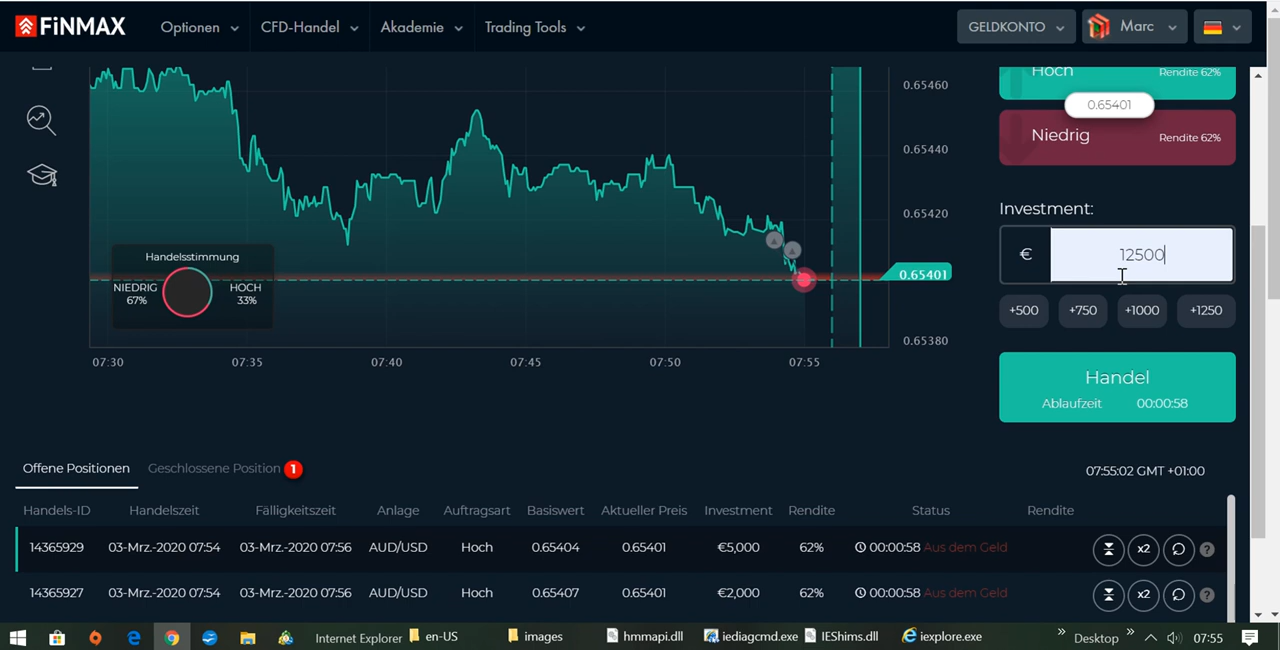 FiNMAX Optionen CFD-Handel Akademie Trading Tools GELDKONTO Marc
0.65460
0.65440
0.65420
0.65401
0.65380
Handelsstimmung
NIEDRIG 67%
HOCH 33%
07:30 07:35 07:40 07:45 07:50 07:55
Hoch Rendite 62%
0.65401
Niedrig Rendite 62%
Investment:
€ 12500
+500 +750 +1000 +1250
Handel
Ablaufzeit 00:00:58
Offene Positionen Geschlossene Position 1 07:55:02 GMT +01:00
Handels-ID Handelszeit Fälligkeitszeit Anlage Auftragsart Basiswert Aktueller Preis Investment Rendite Status Rendite
14365929 03-Mrz.-2020 07:54 03-Mrz.-2020 07:56 AUD/USD Hoch 0.65404 0.65401 €5,000 62% 00:00:58 Aus dem Geld x2 ?
14365927 03-Mrz.-2020 07:54 03-Mrz.-2020 07:56 AUD/USD Hoch 0.65407 0.65401 €2,000 62% 00:00:58 Aus dem Geld x2 ?
Internet Explorer en-US images hmmapi.dll iediagcmd.exe IEShims.dll iexplore.exe » Desktop » 07:55